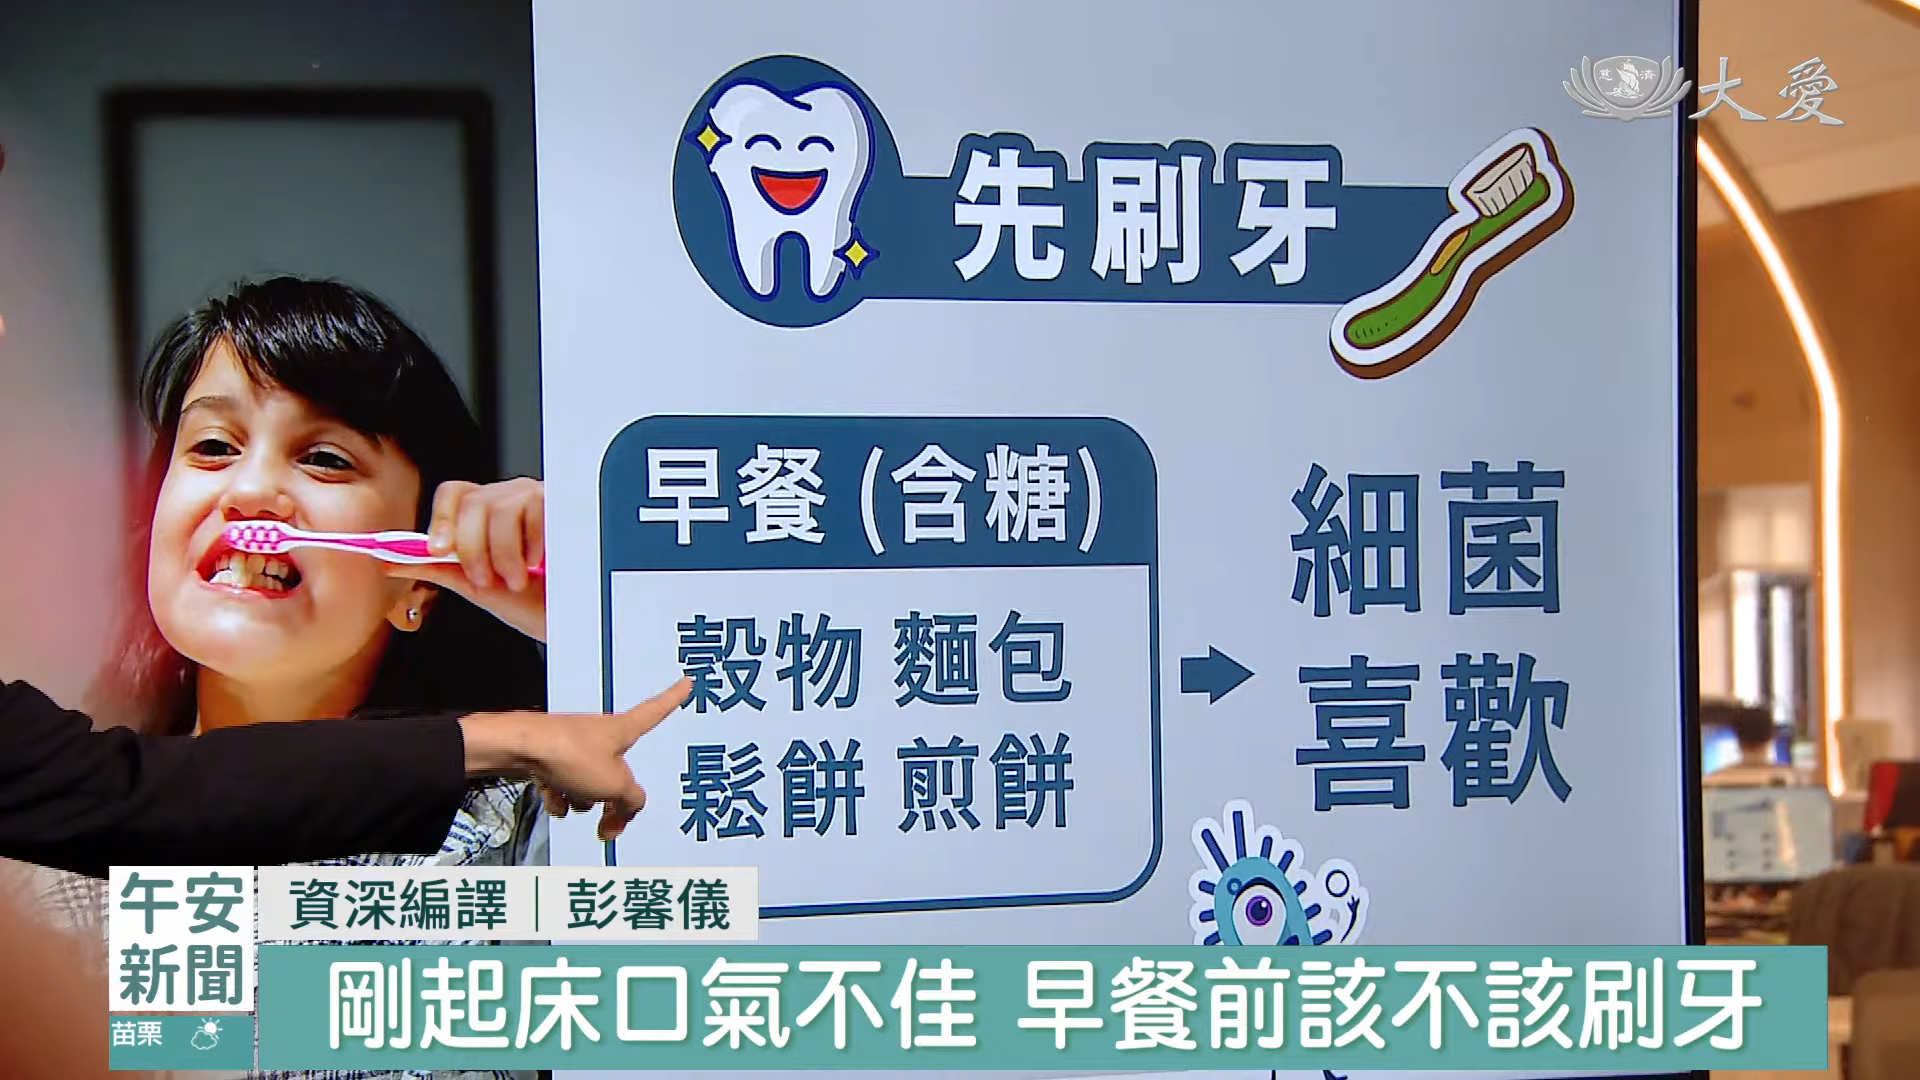 慈濟
大愛
先刷牙
早餐(含糖)
穀物 麵包
鬆餅 煎餅
細菌
喜歡
午安
新聞
資深編譯｜彭馨儀
剛起床口氣不佳 早餐前該不該刷牙
苗栗